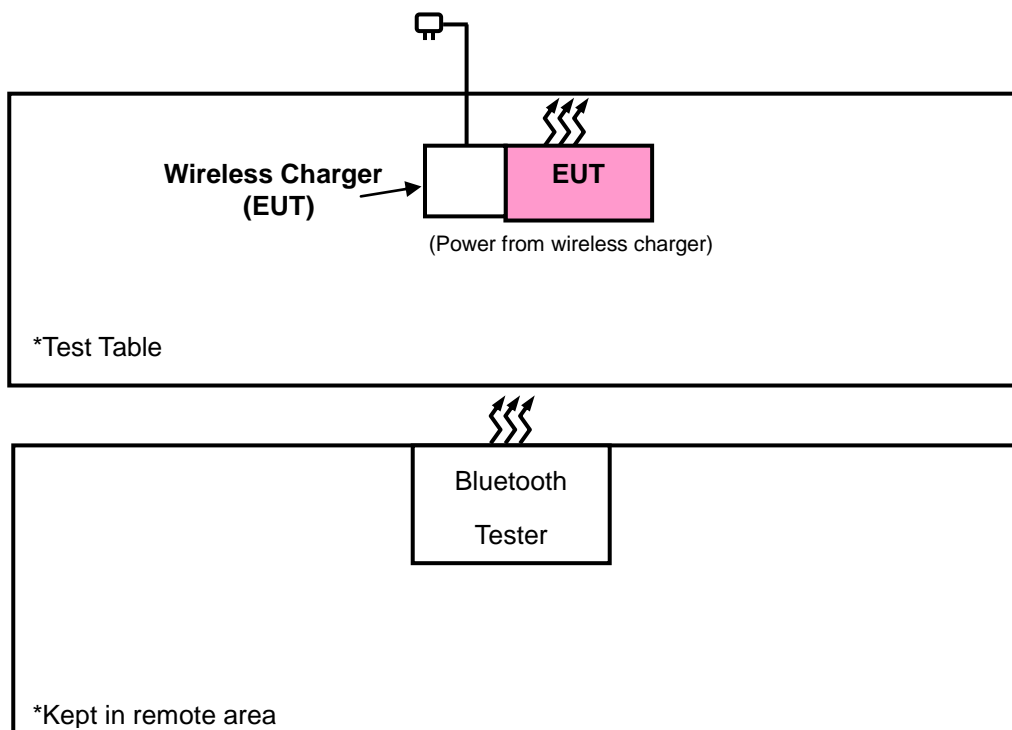 Wireless Charger
(EUT)
EUT
(Power from wireless charger)
*Test Table
Bluetooth
Tester
*Kept in remote area